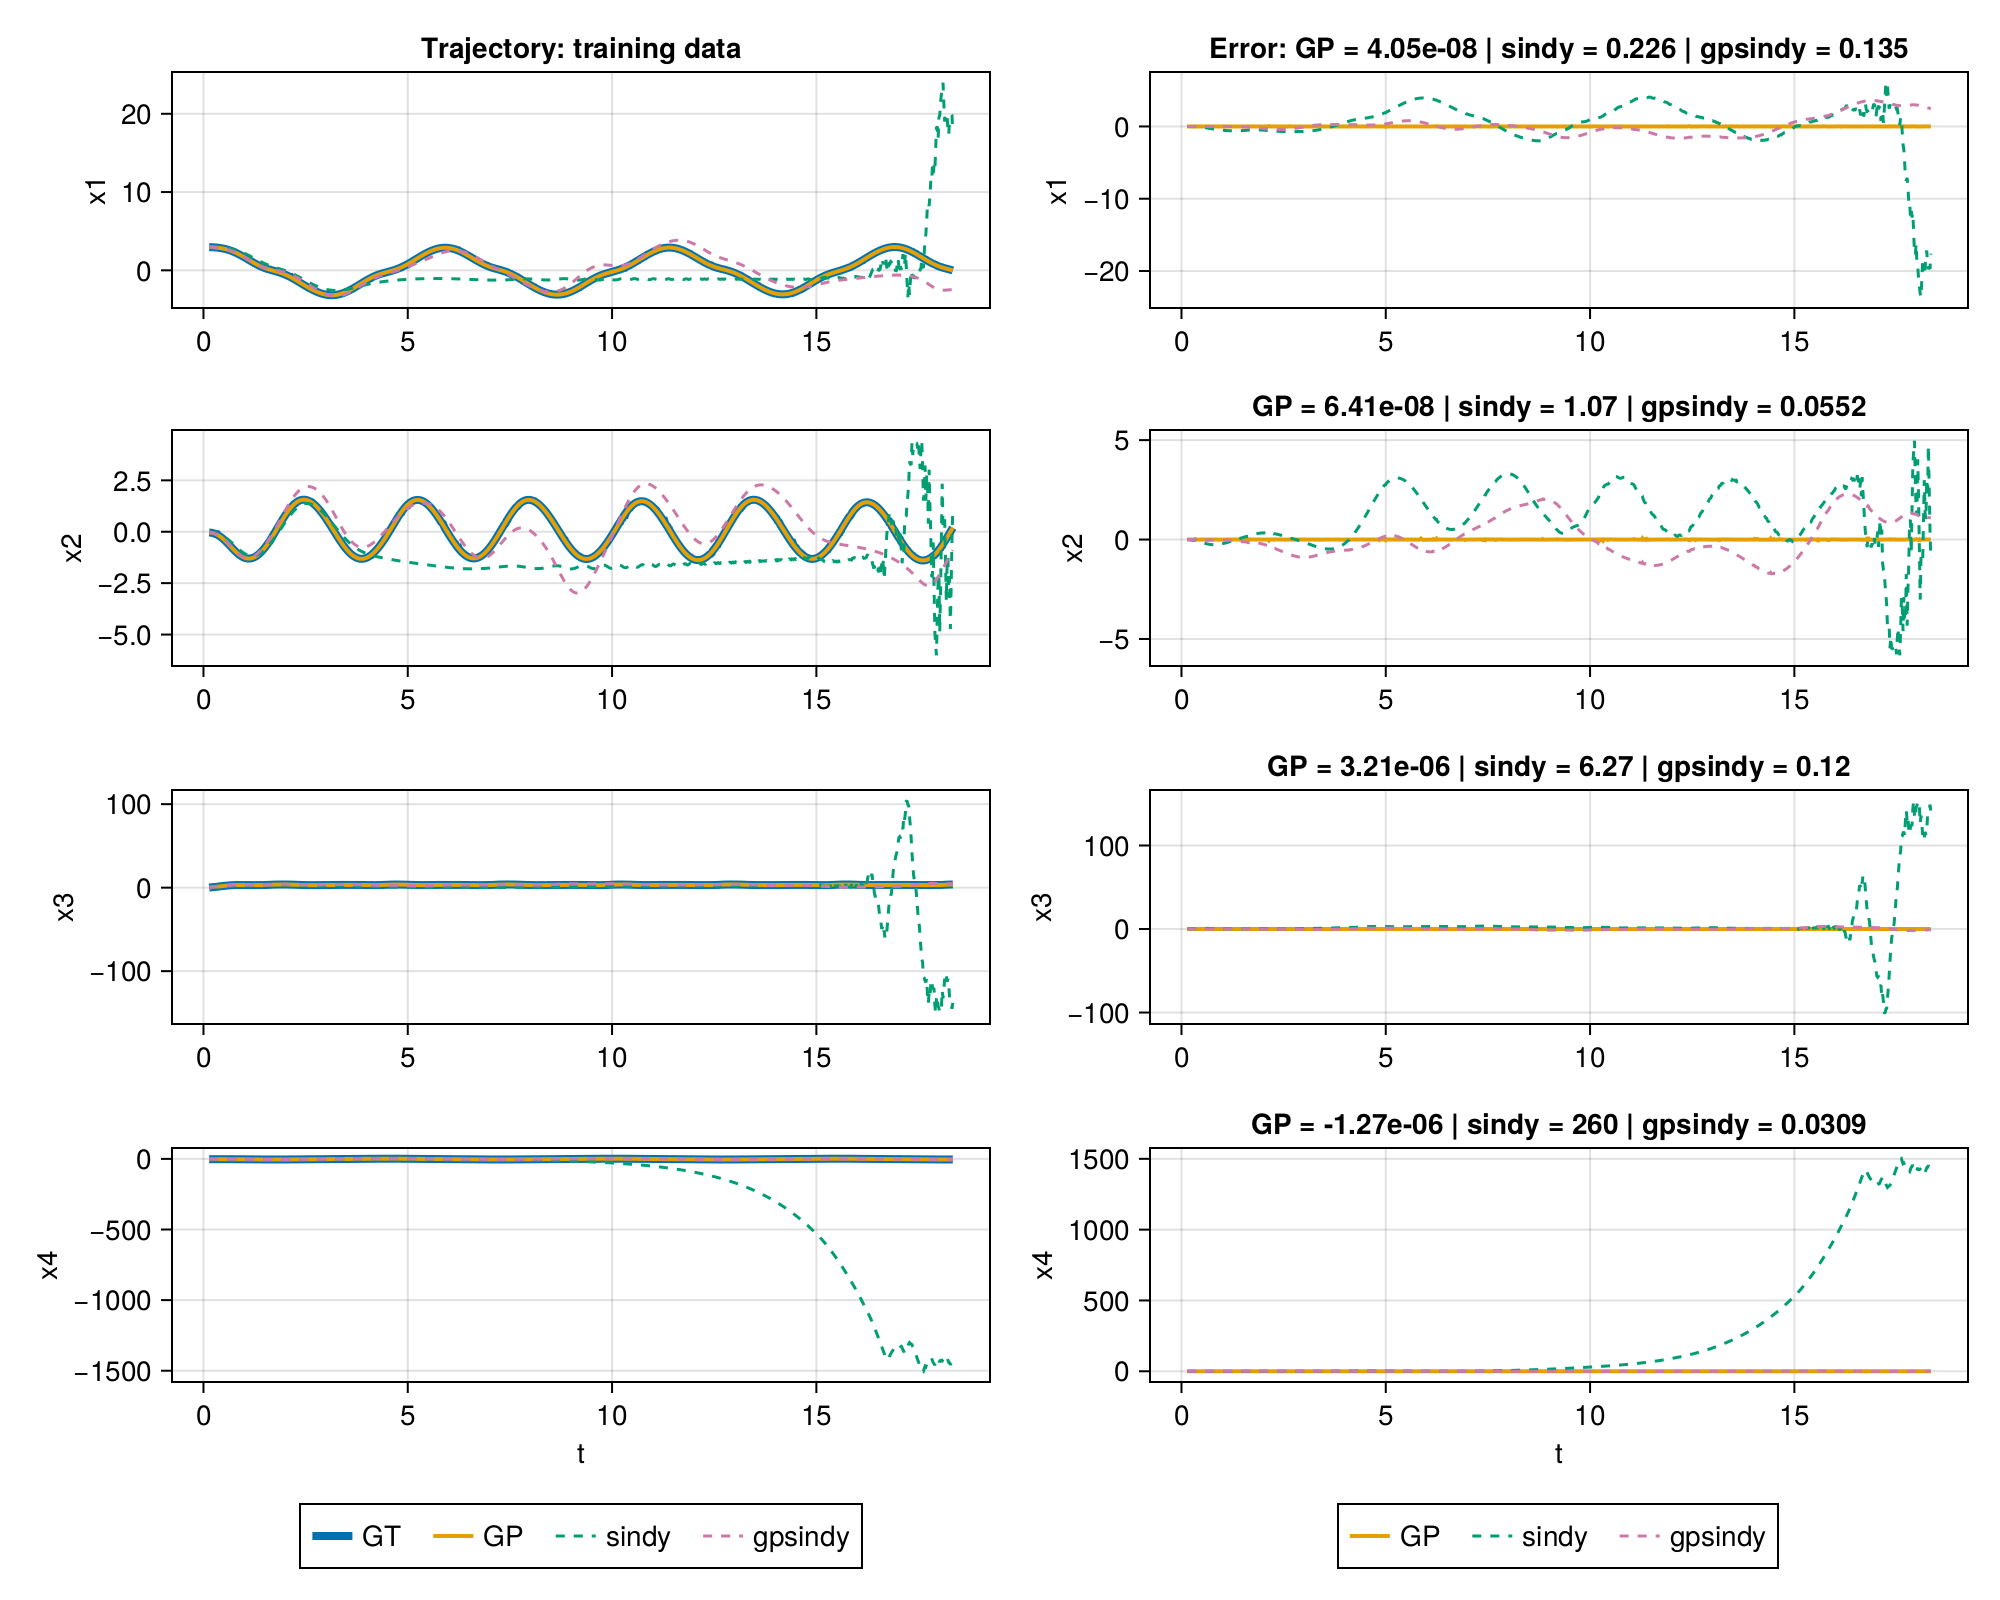 Trajectory: training data
x1
20
10
0
0 5 10 15
Error: GP = 4.05e-08 | sindy = 0.226 | gpsindy = 0.135
x1
0
−10
−20
0 5 10 15
x2
2.5
0.0
−2.5
−5.0
0 5 10 15
GP = 6.41e-08 | sindy = 1.07 | gpsindy = 0.0552
x2
5
0
−5
0 5 10 15
x3
100
0
−100
0 5 10 15
GP = 3.21e-06 | sindy = 6.27 | gpsindy = 0.12
x3
100
0
−100
0 5 10 15
x4
0
−500
−1000
−1500
0 5 10 15
t
GP = -1.27e-06 | sindy = 260 | gpsindy = 0.0309
x4
1500
1000
500
0
0 5 10 15
t
GT GP sindy gpsindy
GP sindy gpsindy